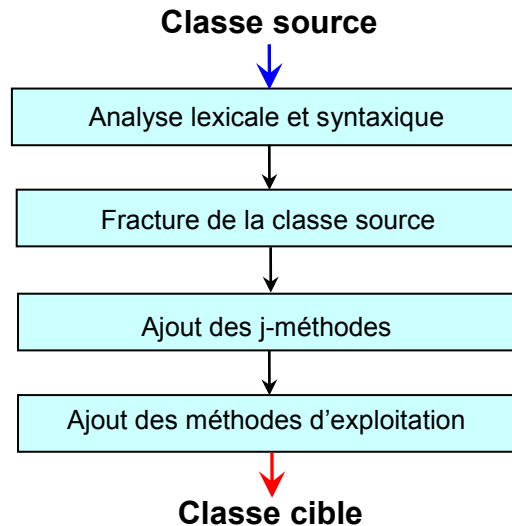 Classe source
Analyse lexicale et syntaxique
Fracture de la classe source
Ajout des j-méthodes
Ajout des méthodes d’exploitation
Classe cible